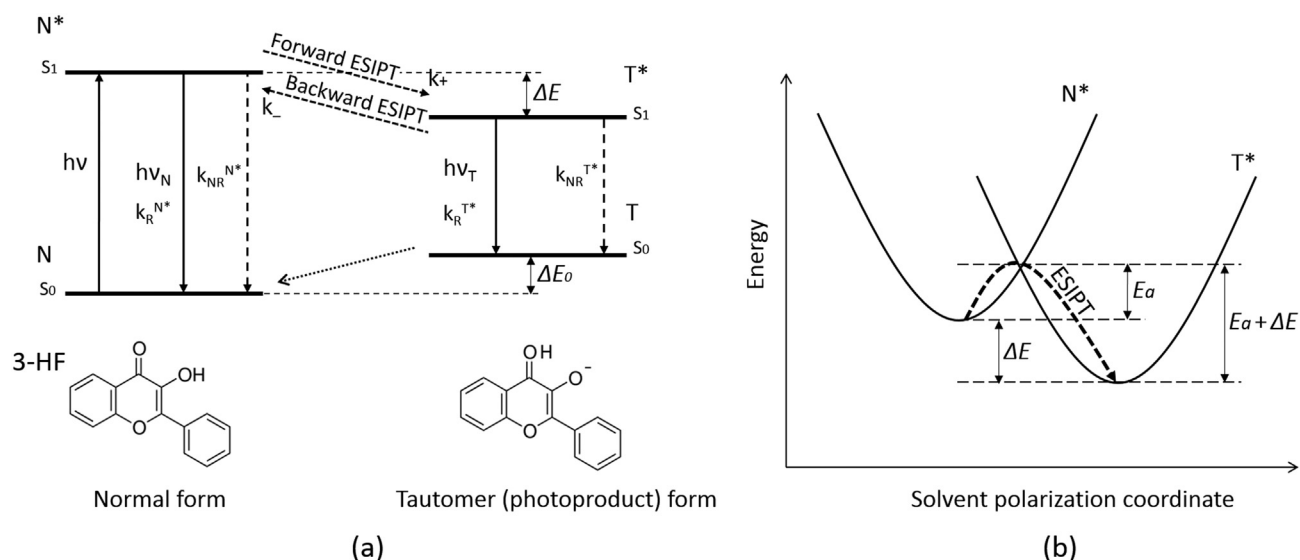 N*
S1
Forward ESIPT
k+
Backward ESIPT
k_
ΔE
T*
S1
hν
hνN
kRN*
kNRN*
hνT
kRT*
kNRT*
T
S0
N
S0
ΔE0
3-HF
O
OH
O
OH
O−
O
Normal form
Tautomer (photoproduct) form
(a)
Energy
N*
T*
ESIPT
Ea
ΔE
Ea + ΔE
Solvent polarization coordinate
(b)